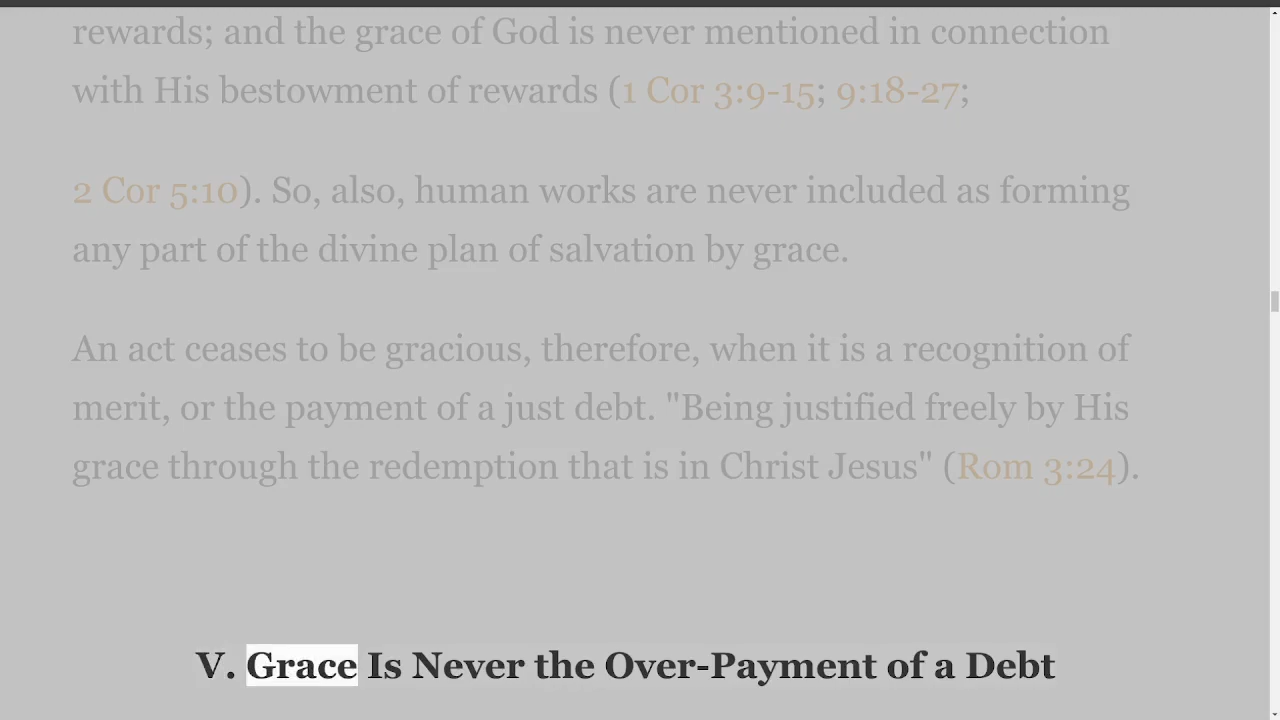 rewards; and the grace of God is never mentioned in connection
with His bestowment of rewards (1 Cor 3:9-15; 9:18-27;
2 Cor 5:10). So, also, human works are never included as forming
any part of the divine plan of salvation by grace.
An act ceases to be gracious, therefore, when it is a recognition of
merit, or the payment of a just debt. "Being justified freely by His
grace through the redemption that is in Christ Jesus" (Rom 3:24).
V. Grace Is Never the Over-Payment of a Debt